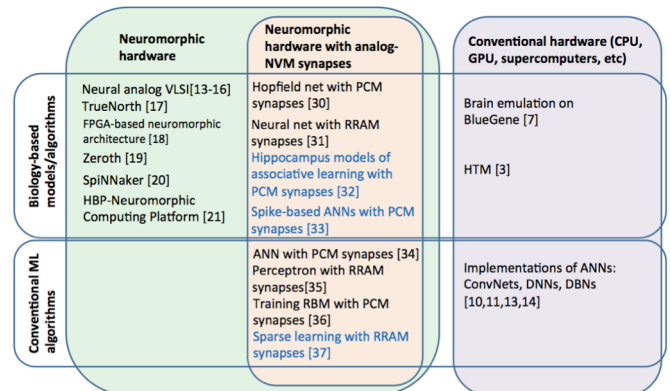 Neuromorphic
hardware
Neuromorphic
hardware with analog-
NVM synapses
Conventional hardware (CPU,
GPU, supercomputers, etc)
Biology-based
models/algorithms
Neural analog VLSI[13-16]
TrueNorth [17]
FPGA-based neuromorphic
architecture [18]
Zeroth [19]
SpiNNaker [20]
HBP-Neuromorphic
Computing Platform [21]
Hopfield net with PCM
synapses [30]
Neural net with RRAM
synapses [31]
Hippocampus models of
associative learning with
PCM synapses [32]
Spike-based ANNs with PCM
synapses [33]
Brain emulation on
BlueGene [7]
HTM [3]
Conventional ML
algorithms
ANN with PCM synapses [34]
Perceptron with RRAM
synapses[35]
Training RBM with PCM
synapses [36]
Sparse learning with RRAM
synapses [37]
Implementations of ANNs:
ConvNets, DNNs, DBNs
[10,11,13,14]